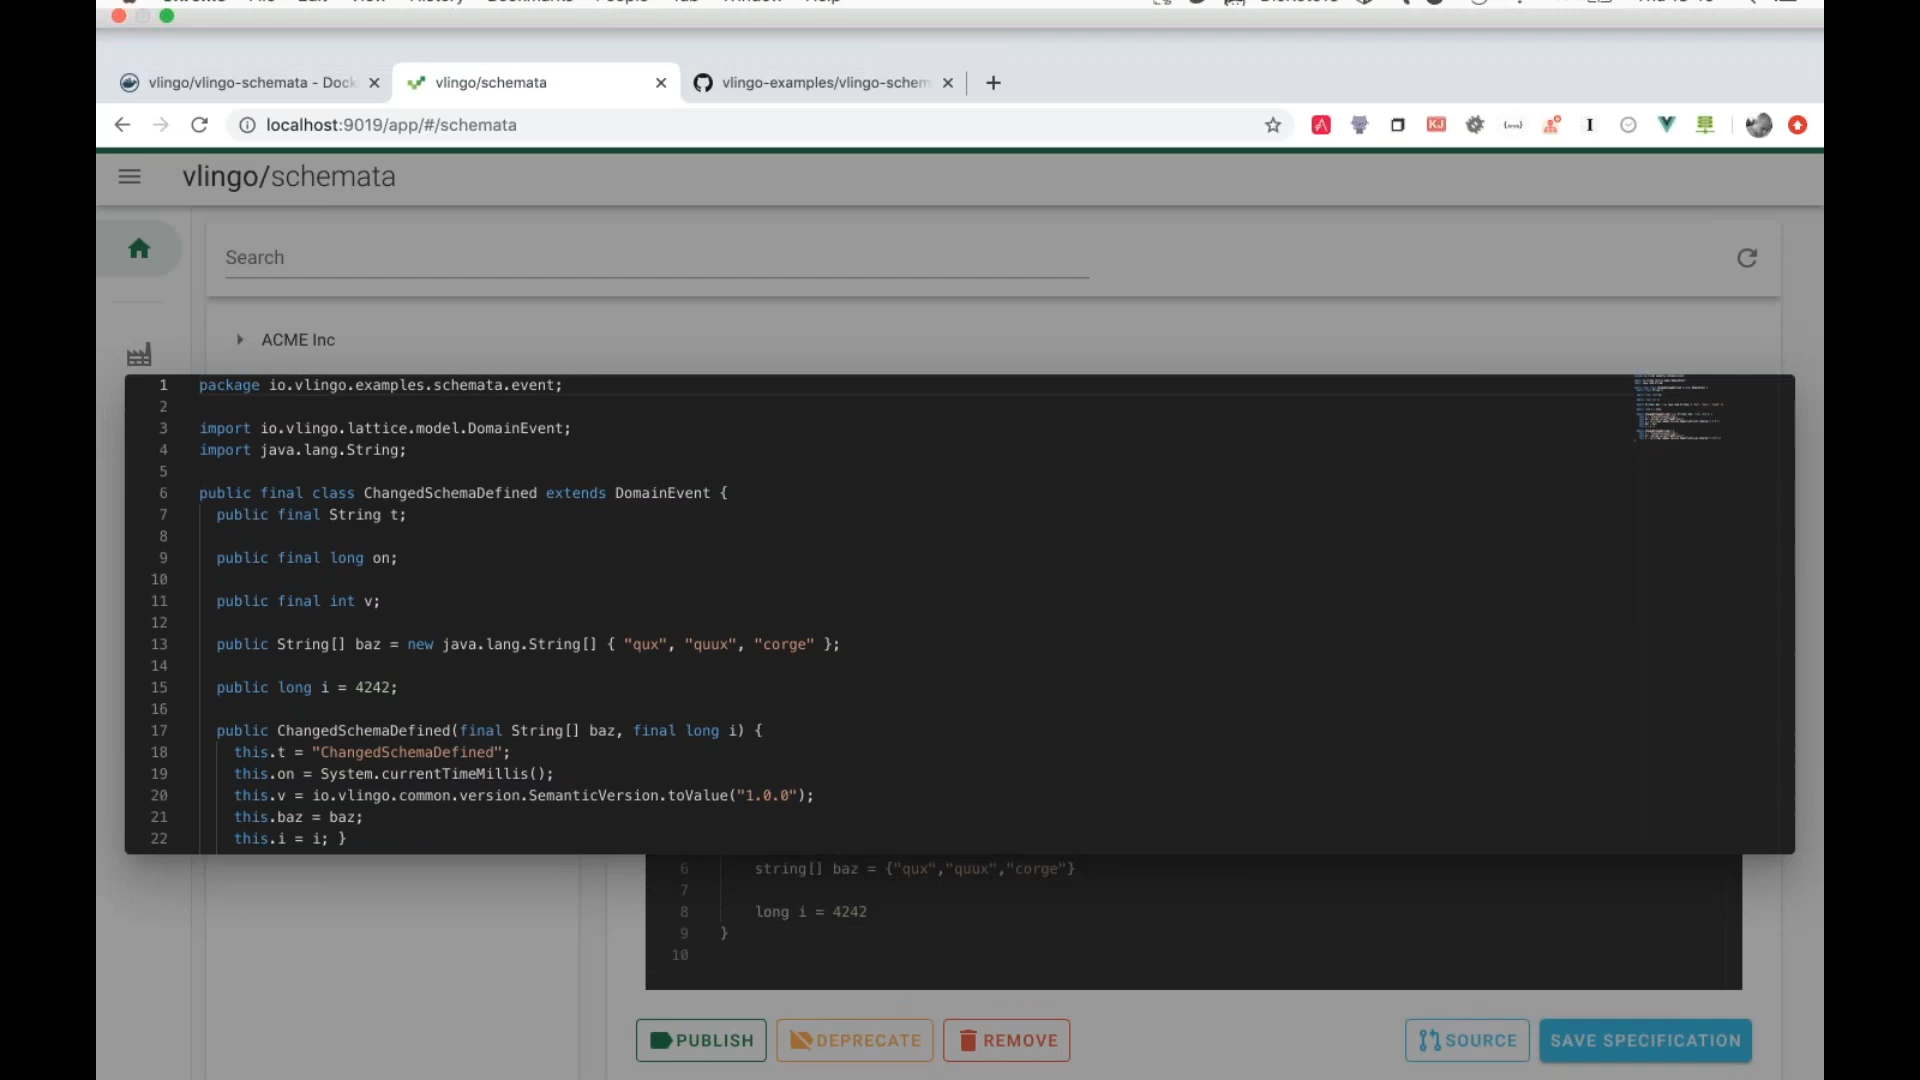 vlingo/vlingo-schemata - Dock
vlingo/schemata
vlingo-examples/vlingo-schem
localhost:9019/app/#/schemata
KJ
vlingo/schemata
Search
ACME Inc
1 package io.vlingo.examples.schemata.event;
2
3 import io.vlingo.lattice.model.DomainEvent;
4 import java.lang.String;
5
6 public final class ChangedSchemaDefined extends DomainEvent {
7 public final String t;
8
9 public final long on;
10
11 public final int v;
12
13 public String[] baz = new java.lang.String[] { "qux", "quux", "corge" };
14
15 public long i = 4242;
16
17 public ChangedSchemaDefined(final String[] baz, final long i) {
18 this.t = "ChangedSchemaDefined";
19 this.on = System.currentTimeMillis();
20 this.v = io.vlingo.common.version.SemanticVersion.toValue("1.0.0");
21 this.baz = baz;
22 this.i = i; }
6 string[] baz = {"qux","quux","corge"}
7
8 long i = 4242
9 }
10
PUBLISH
DEPRECATE
REMOVE
SOURCE
SAVE SPECIFICATION